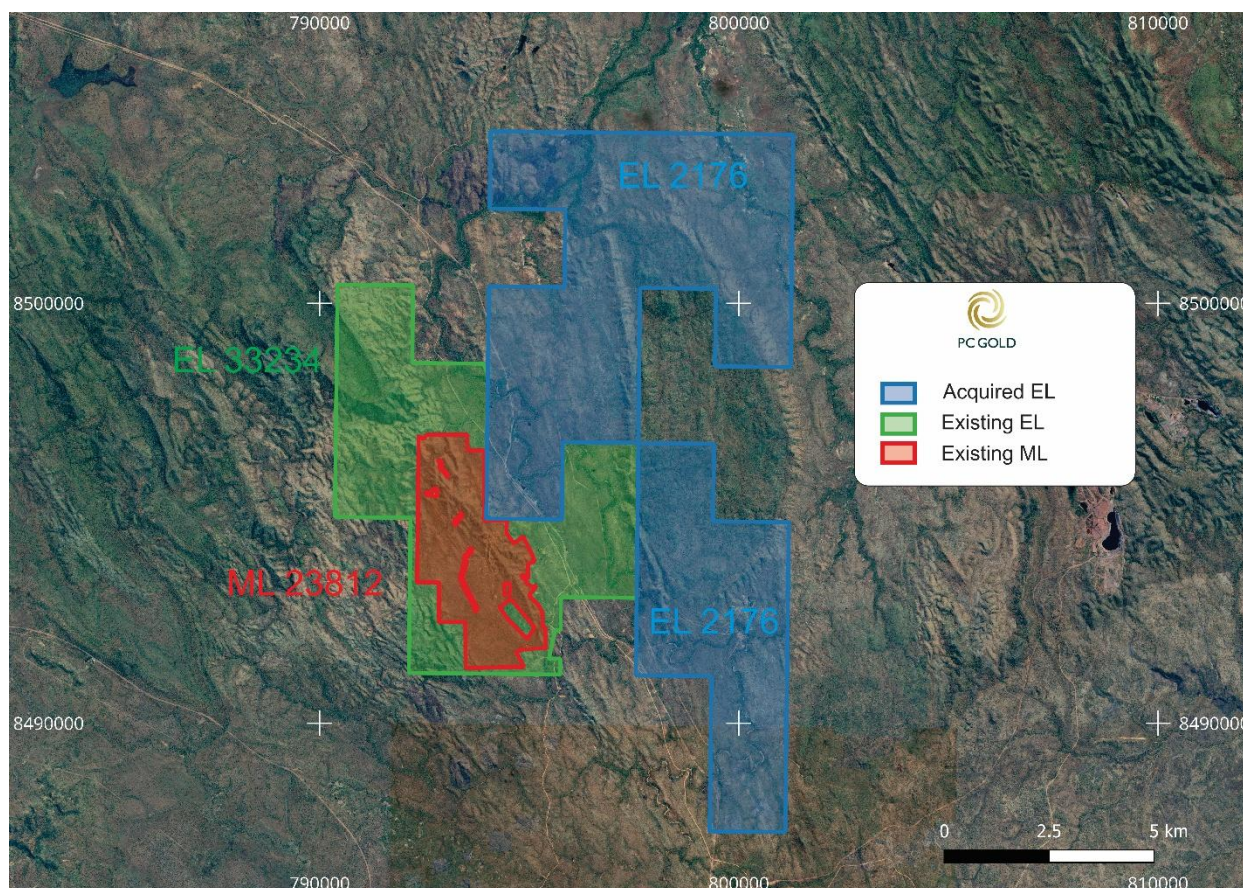 790000
800000
810000
EL 2176
8500000
8500000
EL 33234
PC GOLD
Acquired EL
Existing EL
Existing ML
ML 23812
EL 2176
8490000
8490000
0
2.5
5 km
790000
800000
810000